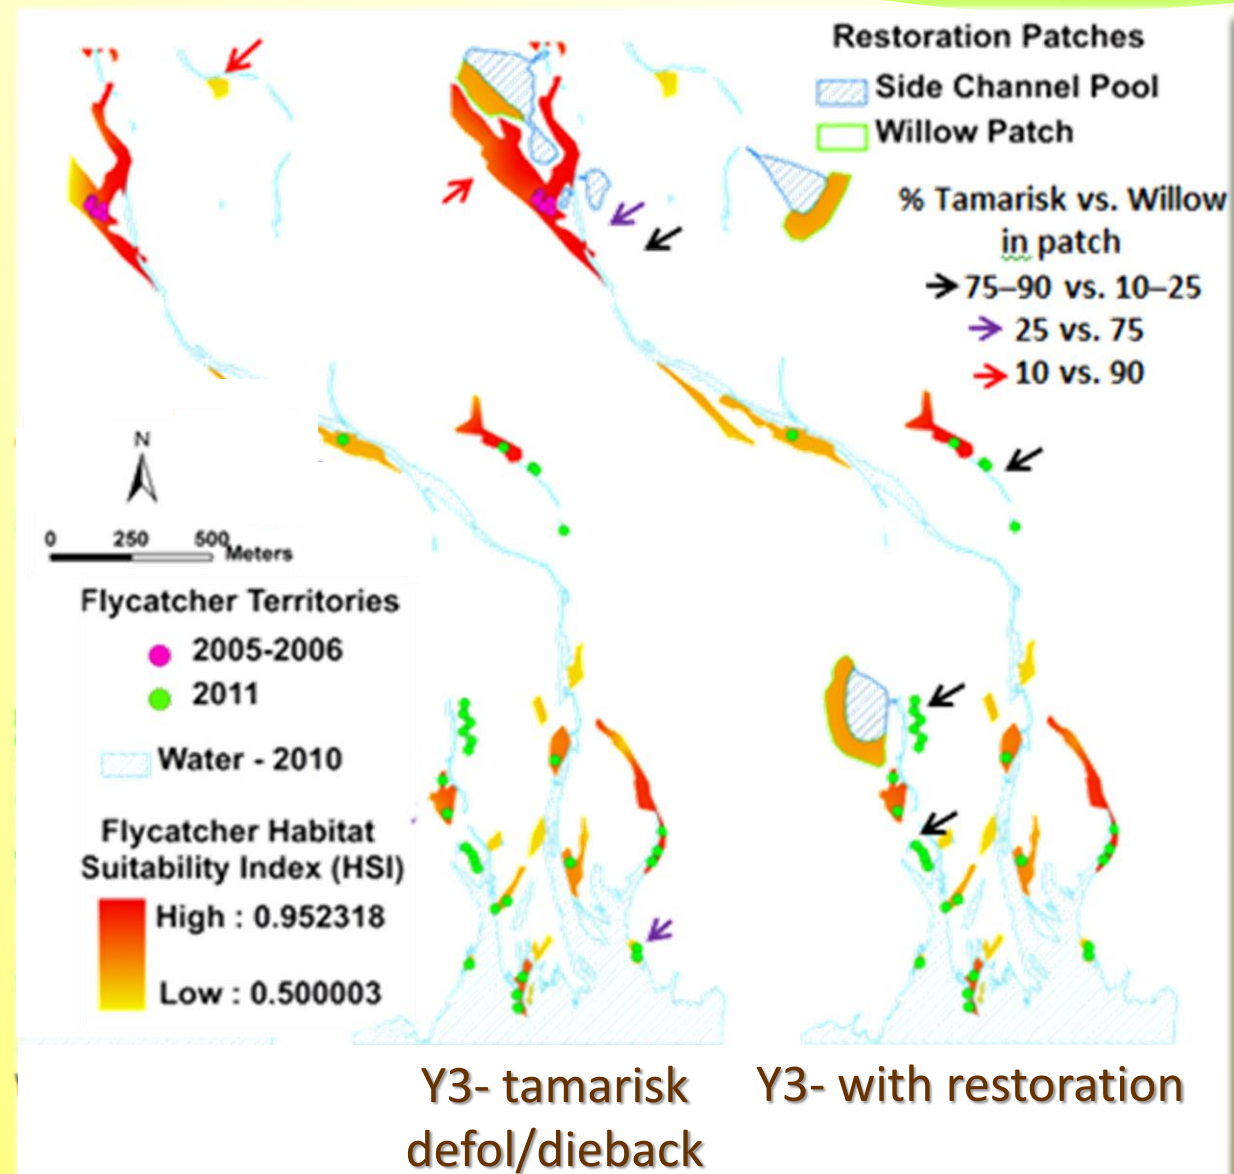 Restoration Patches
Side Channel Pool
Willow Patch
% Tamarisk vs. Willow
in patch
75–90 vs. 10–25
25 vs. 75
10 vs. 90
N
0 250 500 Meters
Flycatcher Territories
2005-2006
2011
Water - 2010
Flycatcher Habitat
Suitability Index (HSI)
High : 0.952318
Low : 0.500003
Y3- tamarisk
defol/dieback
Y3- with restoration